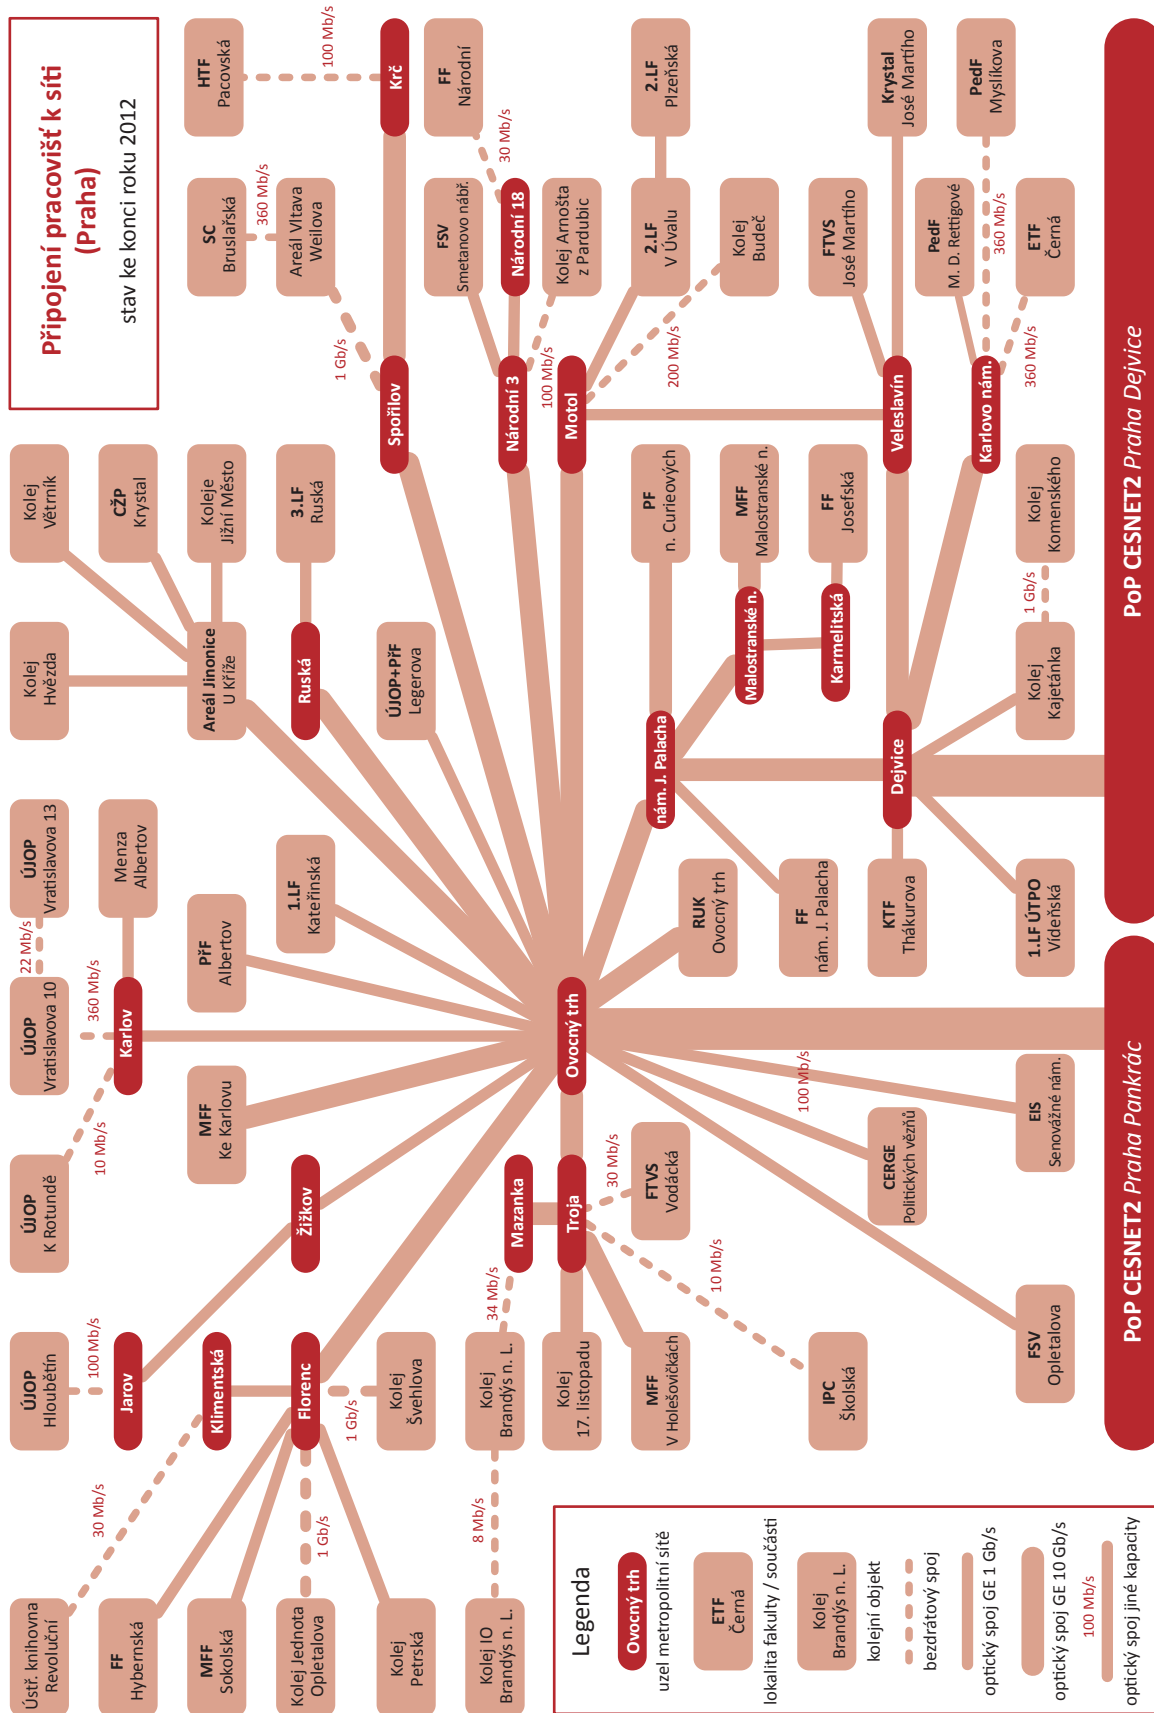 Připojení pracovišť k síti
(Praha)
stav ke konci roku 2012
Ústř. knihovna
Revoluční
30 Mb/s
ÚJOP
Hloubětín
100 Mb/s
Jarov
ÚJOP
K Rotundě
10 Mb/s
ÚJOP
Vratislavova 10
22 Mb/s
ÚJOP
Vratislavova 13
360 Mb/s
Karlov
Menza
Albertov
Kolej
Hvězda
Kolej
Větrník
CŽP
Krystal
Koleje
Jižní Město
Areál Jinonice
U Kříže
HTF
Pacovská
100 Mb/s
SC
Bruslařská
360 Mb/s
Areál Vltava
Weilova
1 Gb/s
Krč
Spořilov
FF
Hybernská
MFF
Sokolská
Kolej Jednota
Opletalova
1 Gb/s
Kolej
Petrská
Klimentská
Florenc
1 Gb/s
Kolej
Švehlova
Žižkov
MFF
Ke Karlovu
PřF
Albertov
1.LF
Kateřinská
Ruská
3.LF
Ruská
ÚJOP+PřF
Legerova
FF
Národní
30 Mb/s
FSV
Smetanovo nábř.
Národní 18
Národní 3
Kolej Arnošta
z Pardubic
100 Mb/s
Kolej IO
Brandýs n. L.
8 Mb/s
Kolej
Brandýs n. L.
34 Mb/s
Mazanka
Kolej
17. listopadu
Troja
MFF
V Holešovičkách
30 Mb/s
FTVS
Vodácká
10 Mb/s
IPC
Školská
Ovocný trh
Motol
2.LF
V Úvalu
2.LF
Plzeňská
200 Mb/s
Kolej
Budeč
RUK
Ovocný trh
nám. J. Palacha
PF
n. Curieových
FF
nám. J. Palacha
Malostranské n.
MFF
Malostranské n.
Karmelitská
FF
Josefská
FTVS
José Martího
Krystal
José Martího
Veleslavín
CERGE
Politických vězňů
100 Mb/s
EIS
Senovážné nám.
FSV
Opletalova
KTF
Thákurova
Dejvice
1.LF ÚTPO
Vídeňská
Kolej
Kajetánka
1 Gb/s
Kolej
Komenského
Karlovo nám.
PedF
M. D. Rettigové
PedF
Myslíkova
360 Mb/s
ETF
Černá
360 Mb/s
PoP CESNET2 Praha Pankrác
PoP CESNET2 Praha Dejvice
Legenda
Ovocný trh
uzel metropolitní sítě
ETF
Černá
lokalita fakulty / součásti
Kolej
Brandýs n. L.
kolejní objekt
bezdrátový spoj
optický spoj GE 1 Gb/s
optický spoj GE 10 Gb/s
100 Mb/s
optický spoj jiné kapacity